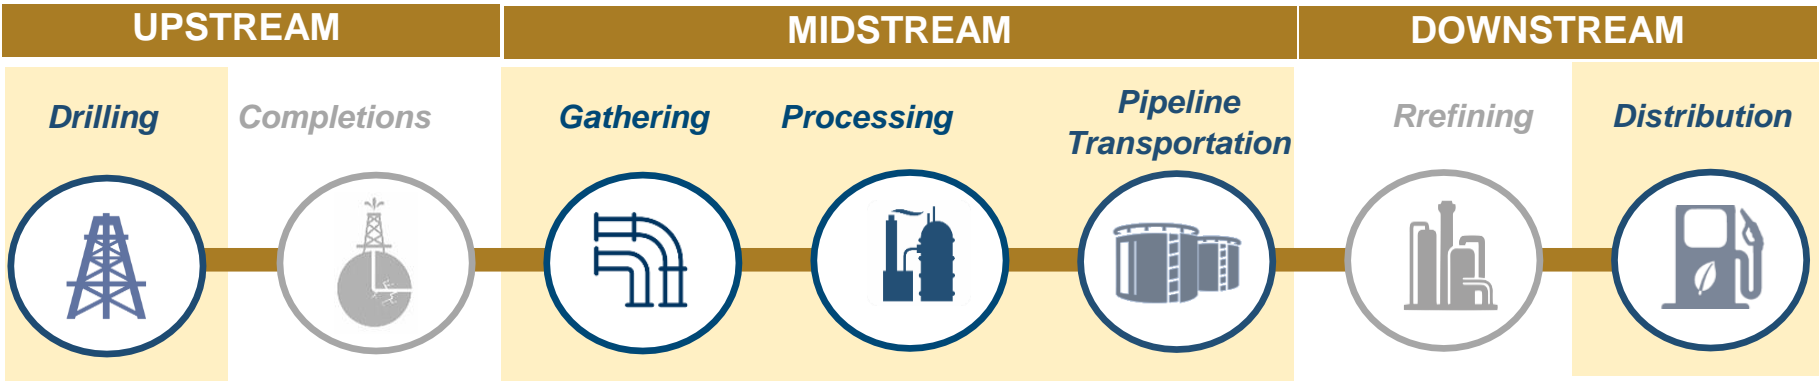 UPSTREAM
MIDSTREAM
DOWNSTREAM
Drilling
Completions
Gathering
Processing
Pipeline
Transportation
Rrefining
Distribution